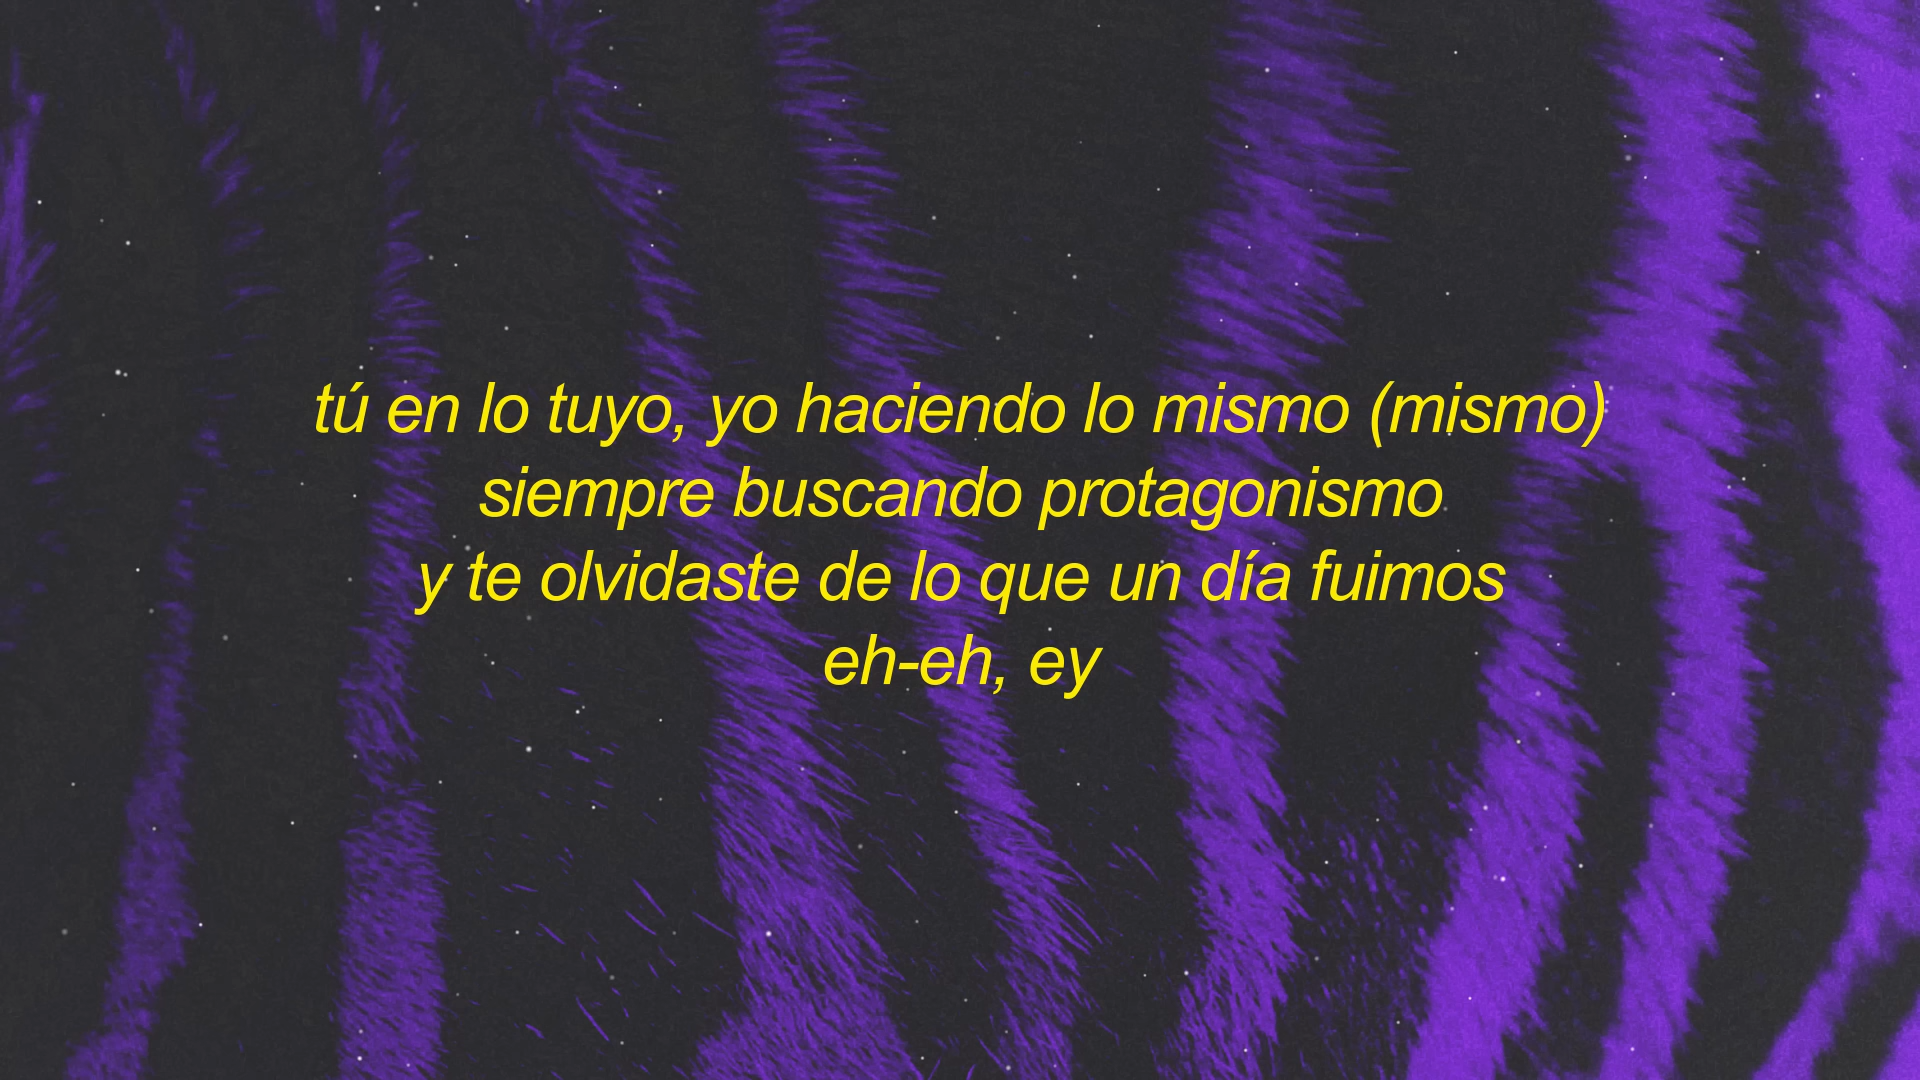 tú en lo tuyo, yo haciendo lo mismo (mismo)
siempre buscando protagonismo
y te olvidaste de lo que un día fuimos
eh-eh, ey